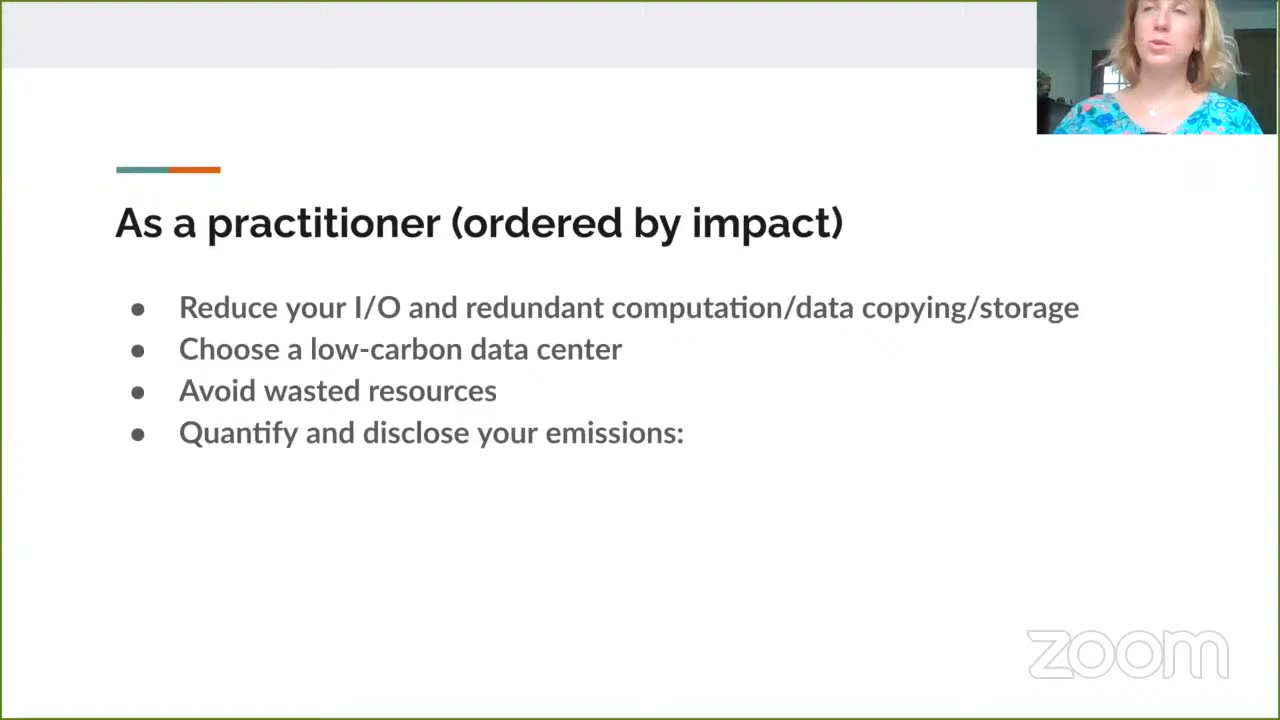 As a practitioner (ordered by impact)
● Reduce your I/O and redundant computation/data copying/storage
● Choose a low-carbon data center
● Avoid wasted resources
● Quantify and disclose your emissions:
zoom